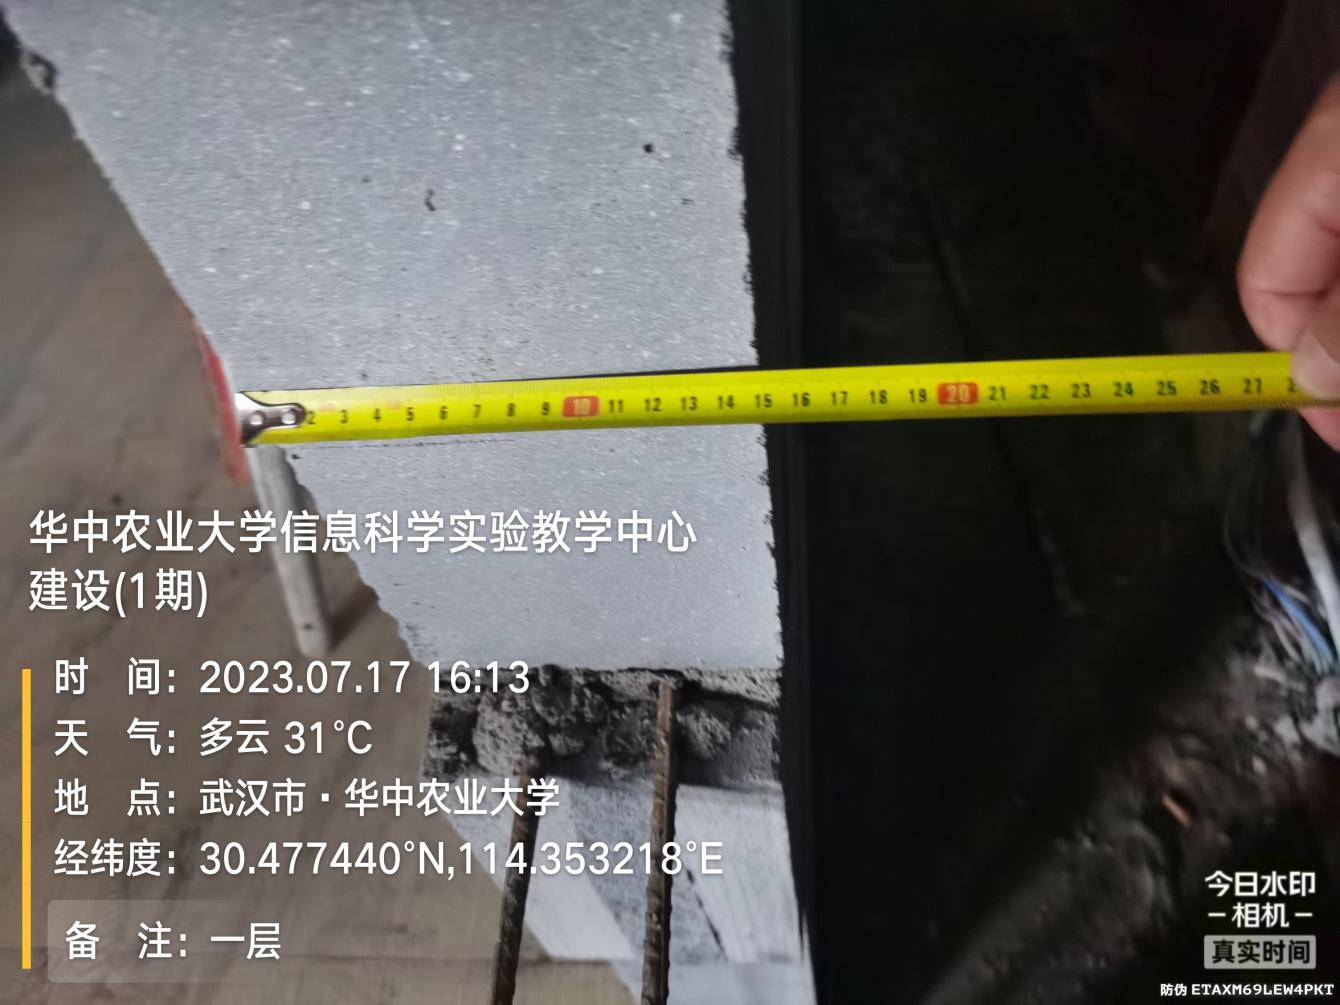 2 3 4 5 6 7 8 9 10 11 12 13 14 15 16 17 18 19 20 21 22 23 24 25 26 27
华中农业大学信息科学实验教学中心
建设(1期)
时 间：2023.07.17 16:13
天 气：多云 31°C
地 点：武汉市·华中农业大学
经纬度：30.477440°N,114.353218°E
备 注：一层
今日水印
－相机－
真实时间
防伪 ETAXM69LEW4PKT